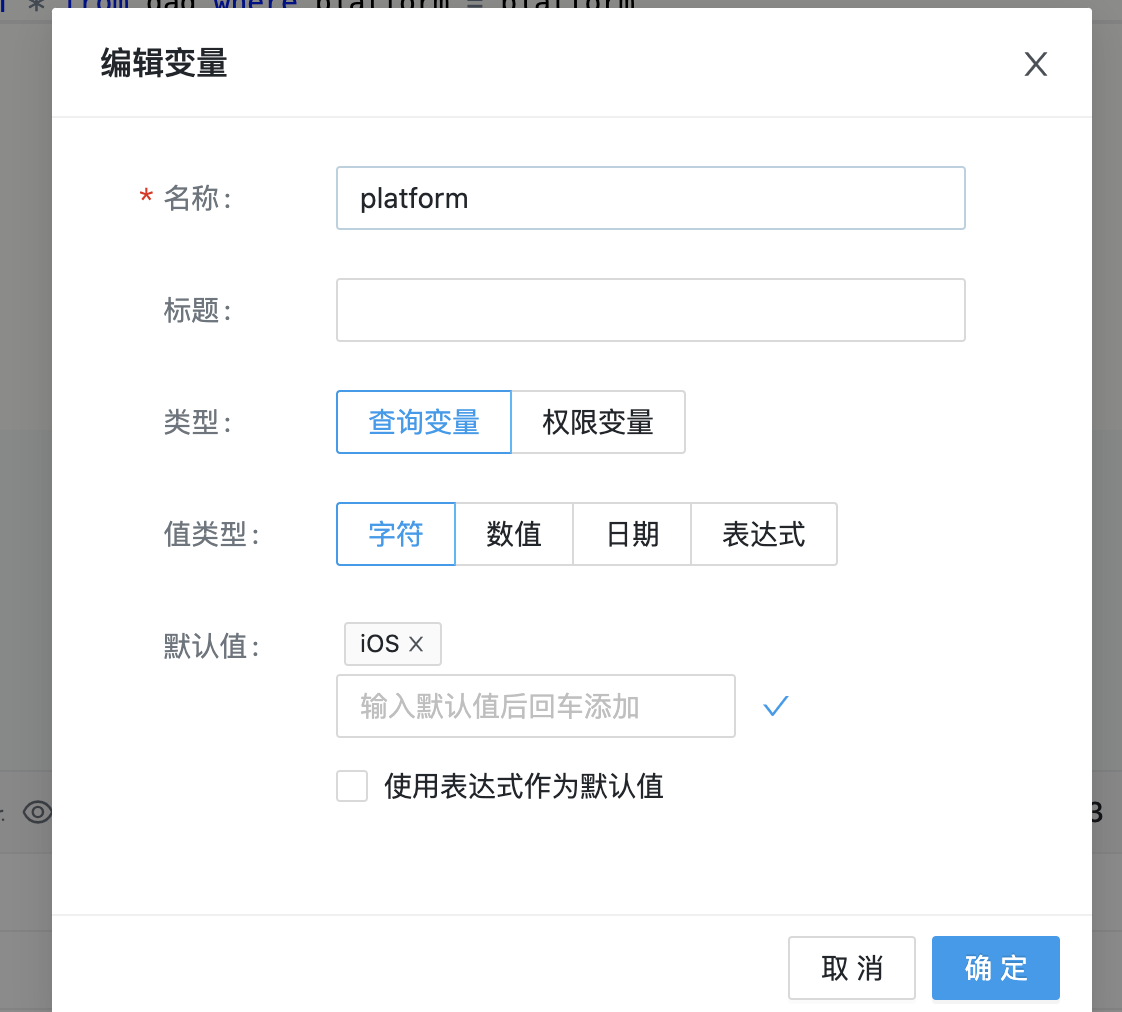 * from dad where platform = platform
编辑变量
* 名称:
platform
标题:
类型:
查询变量 权限变量
值类型:
字符 数值 日期 表达式
默认值:
iOS
输入默认值后回车添加
使用表达式作为默认值
3
取 消 确 定